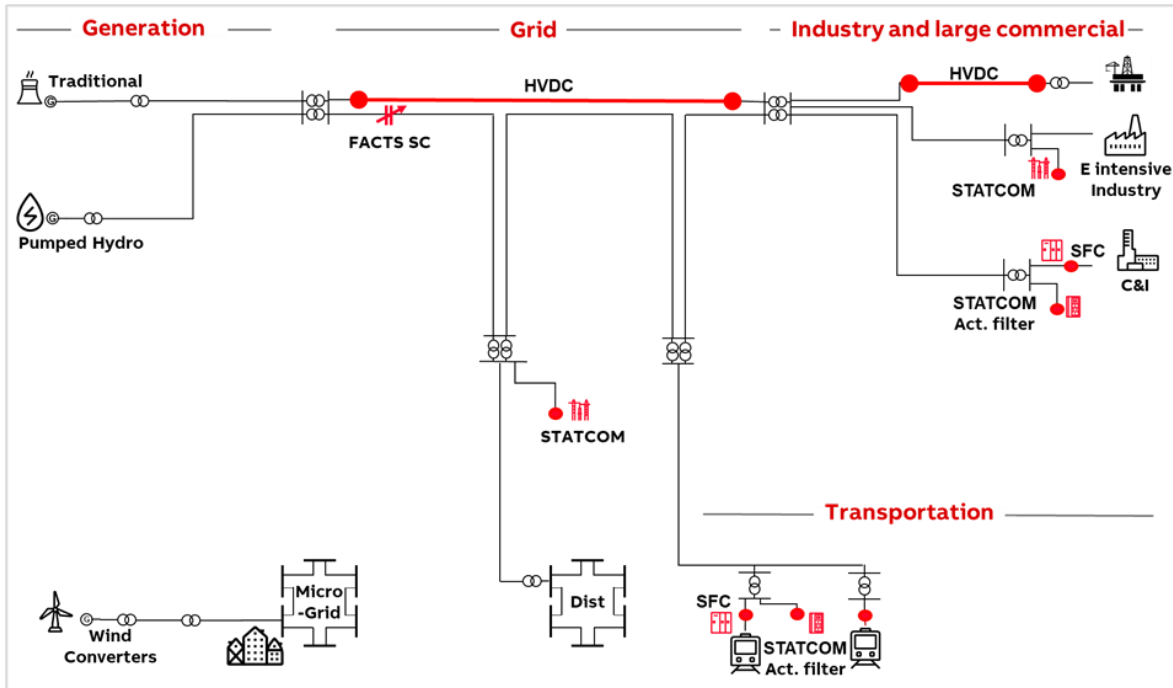 Generation
Grid
Industry and large commercial
Traditional
G
HVDC
HVDC
FACTS SC
STATCOM
E intensive
Industry
G
Pumped Hydro
SFC
C&I
STATCOM
Act. filter
STATCOM
Transportation
Micro
-Grid
Dist
SFC
G
Wind
Converters
STATCOM
Act. filter